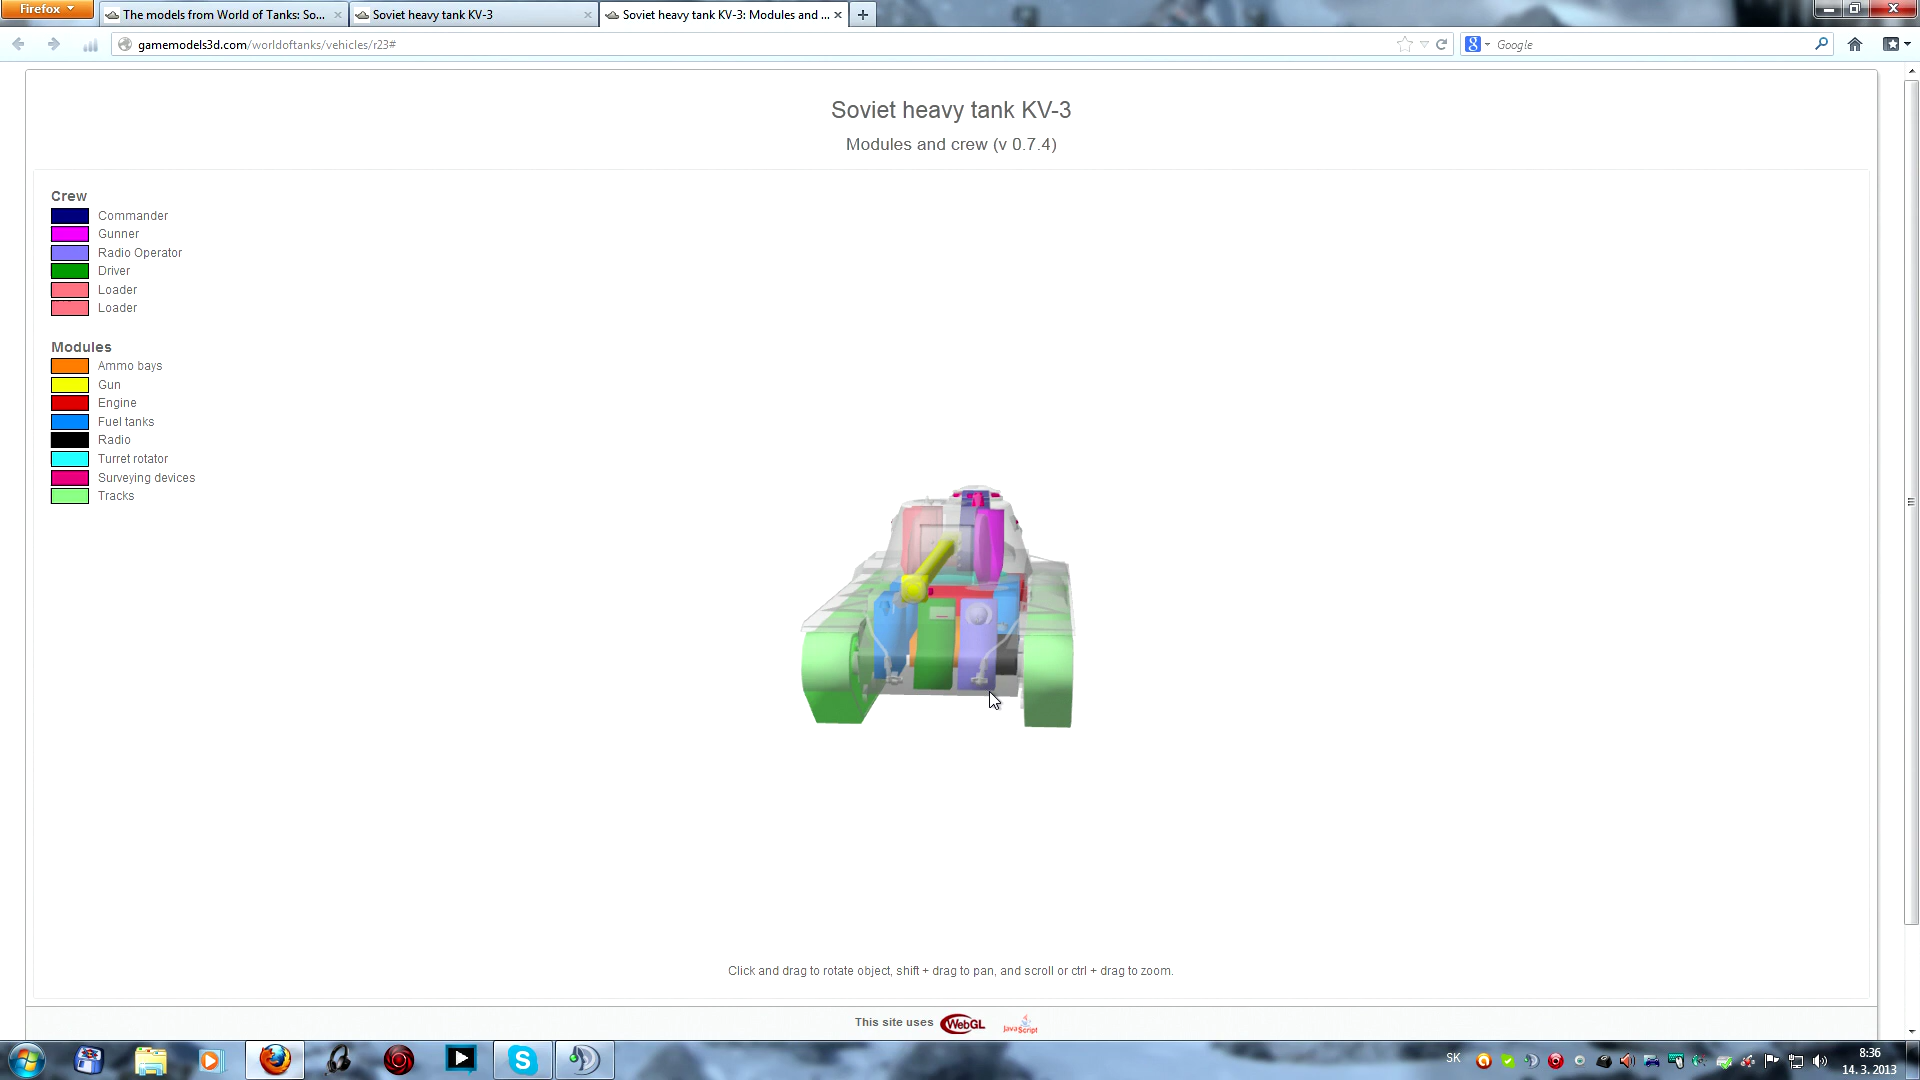 Firefox
The models from World of Tanks: So...
Soviet heavy tank KV-3
Soviet heavy tank KV-3: Modules and ...
gamemodels3d.com/worldoftanks/vehicles/r23#
Google
Soviet heavy tank KV-3
Modules and crew (v 0.7.4)
Crew
Commander
Gunner
Radio Operator
Driver
Loader
Loader
Modules
Ammo bays
Gun
Engine
Fuel tanks
Radio
Turret rotator
Surveying devices
Tracks
Click and drag to rotate object, shift + drag to pan, and scroll or ctrl + drag to zoom.
This site uses WebGL JavaScript
SK
8:36
14. 3. 2013